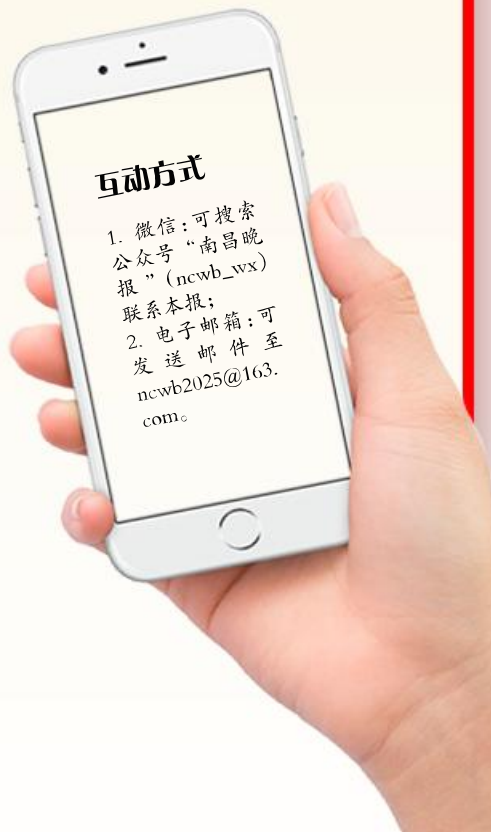 互动方式
1. 微信:可搜索
公众号“南昌晚
报”(ncwb_wx)
联系本报;
2. 电子邮箱:可
发送邮件至
ncwb2025@163.
com。